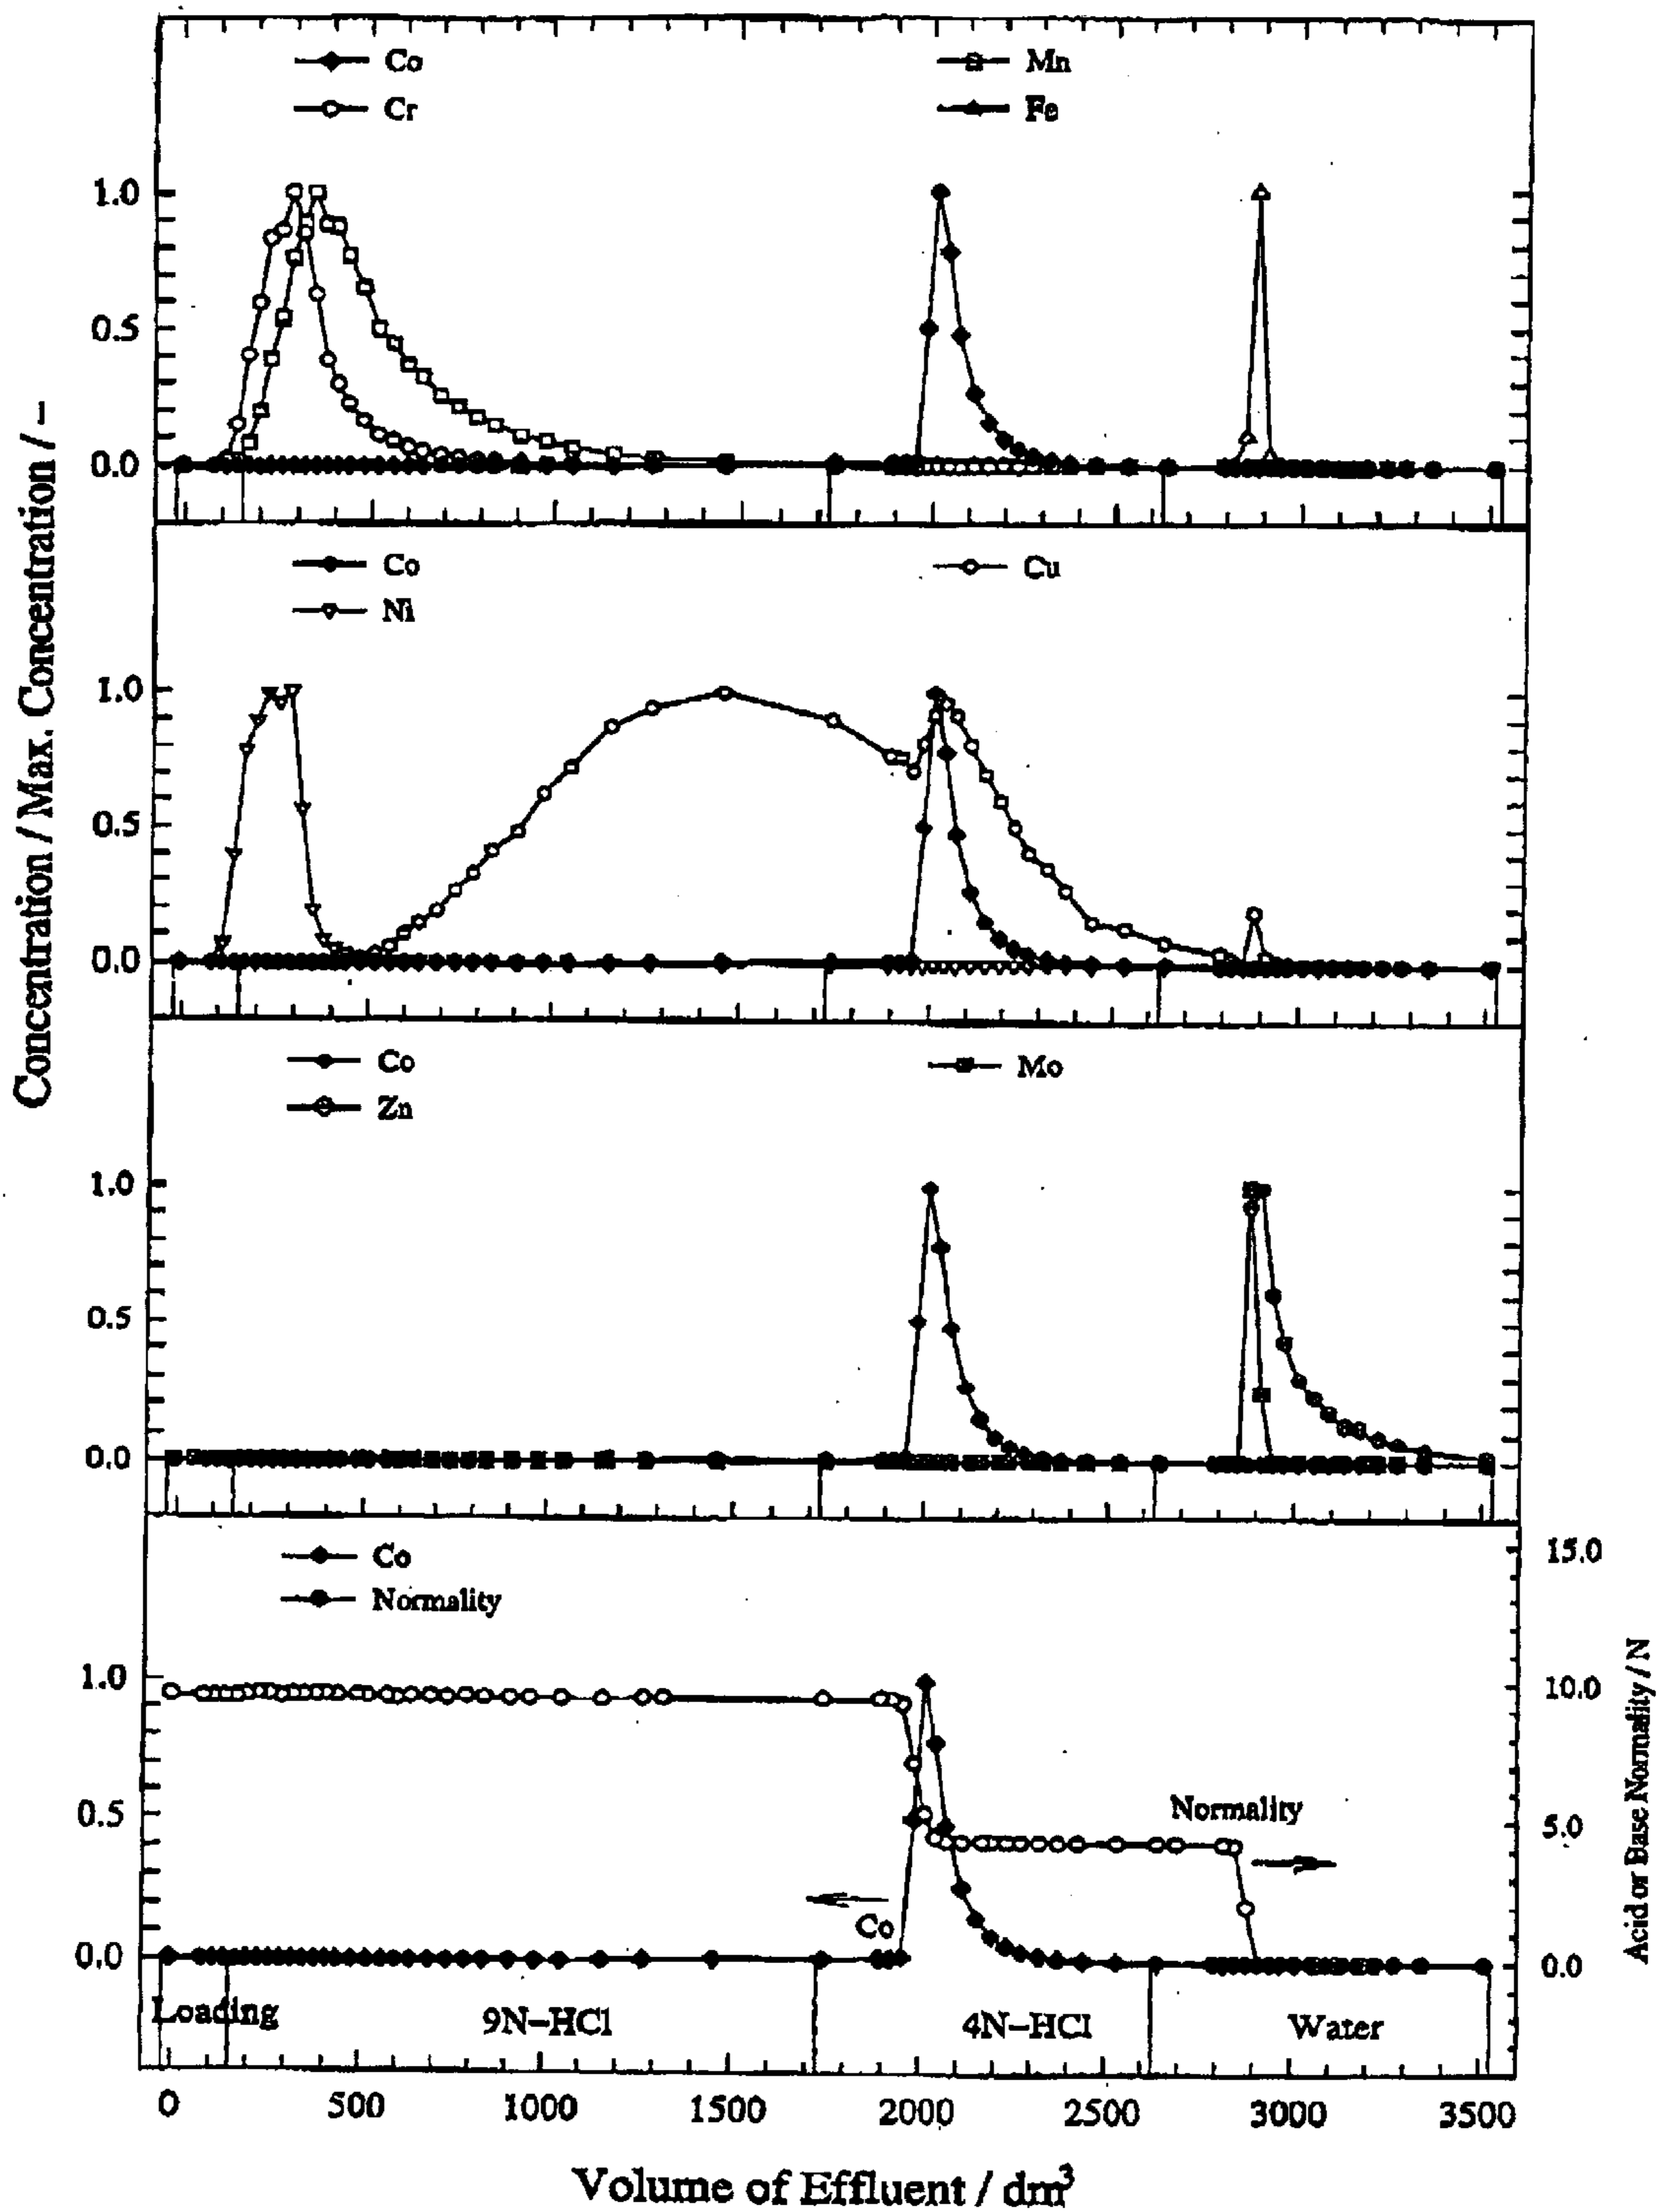 Co
Mn
Cr
Fe
1.0
0.5
0.0
Co
Cu
Ni
1.0
0.5
0.0
Concentration / Max. Concentration / –
Co
Mo
Zn
1.0
0.5
0.0
Co
15.0
Normality
1.0
10.0
Normality
0.5
5.0
Co
0.0
0.0
Acid or Base Normality / N
Loading
9N–HCl
4N–HCl
Water
0
500
1000
1500
2000
2500
3000
3500
Volume of Effluent / dm³